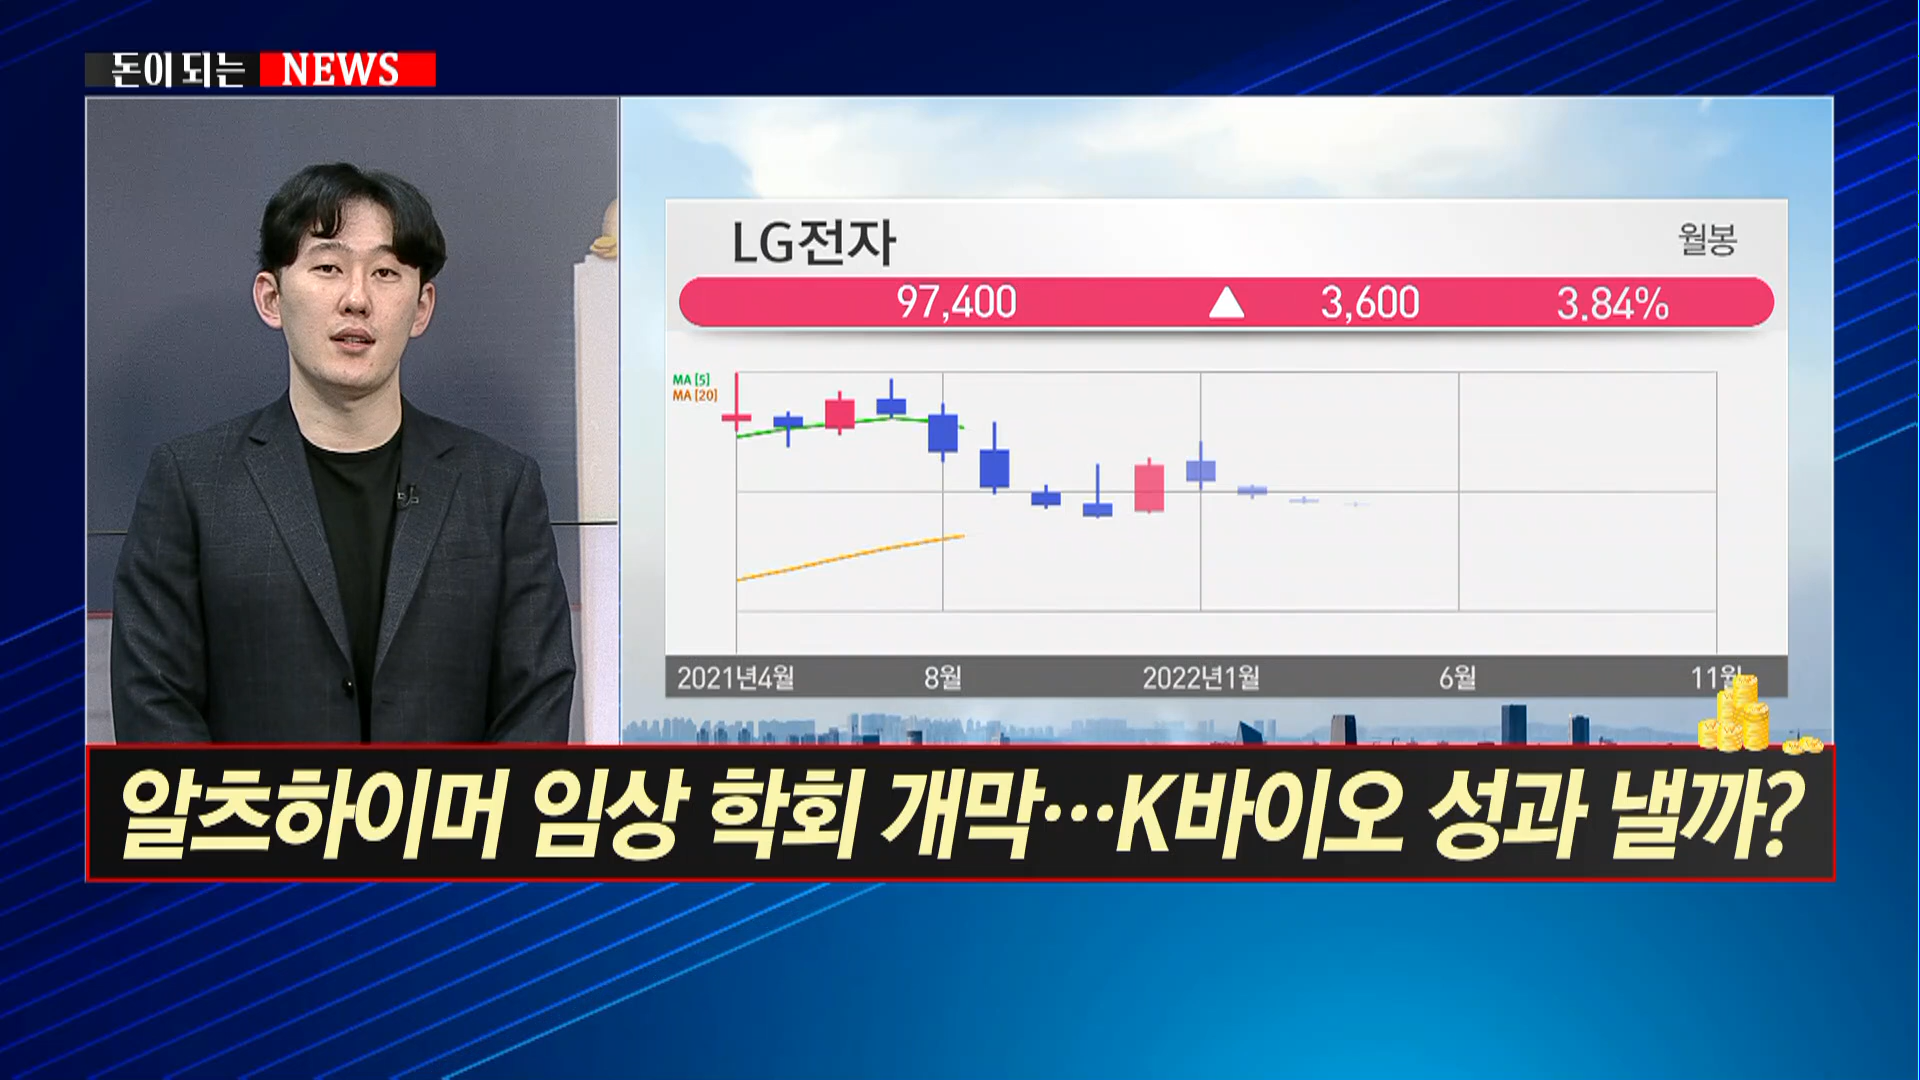 돈이 되는 NEWS
LG전자
월봉
97,400 ▲ 3,600 3.84%
MA [5]
MA [20]
2021년4월 8월 2022년1월 6월 11월
알츠하이머 임상 학회 개막…K바이오 성과 낼까?